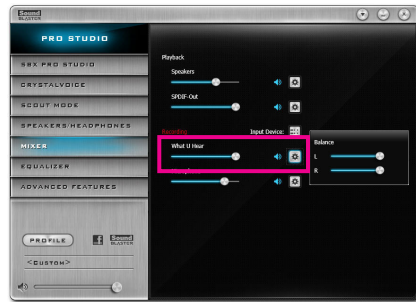 Sound
BLASTER
PRO STUDIO
SBX PRO STUDIO
CRYSTALVOICE
SCOUT MODE
SPEAKERS/HEADPHONES
MIXER
EQUALIZER
ADVANCED FEATURES
PROFILE
f
Sound
BLASTER
<CUSTOM>
Playback
Speakers
SPDIF-Out
Recording
Input Device:
What U Hear
Balance
L
R